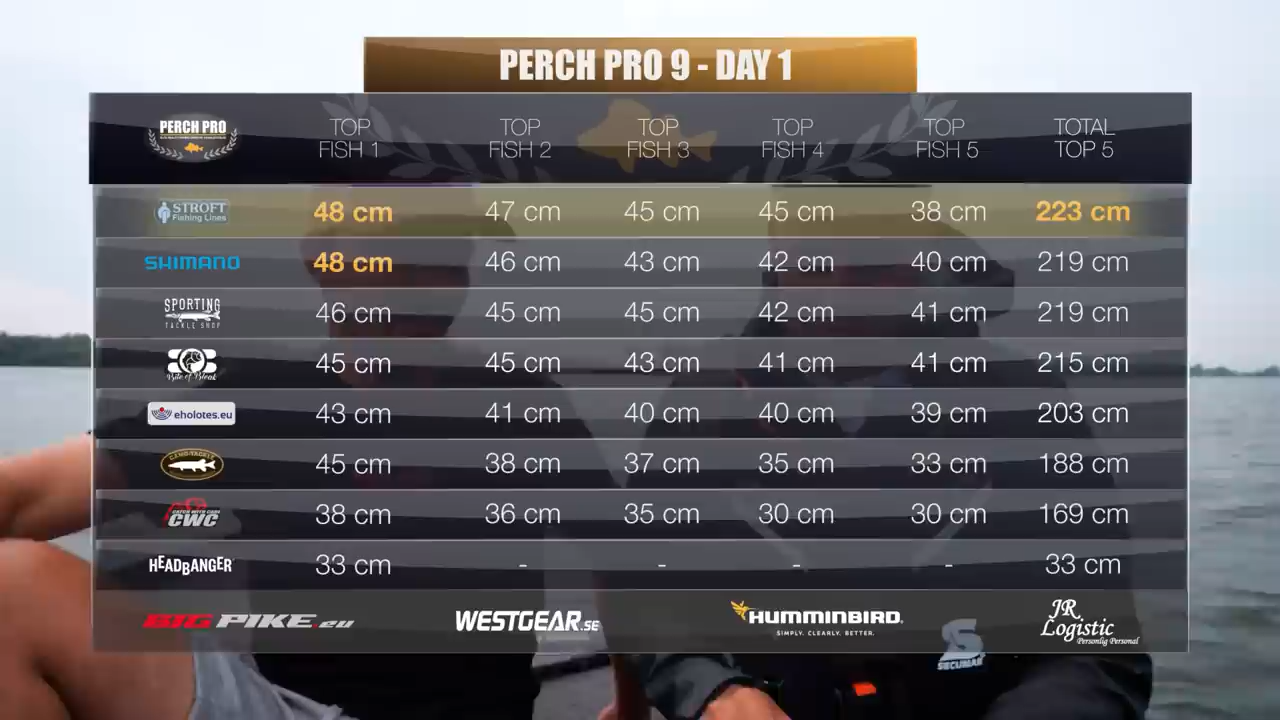 PERCH PRO 9 - DAY 1
PERCH PRO
TOP FISH 1 TOP FISH 2 TOP FISH 3 TOP FISH 4 TOP FISH 5 TOTAL TOP 5
STROFT Fishing Lines 48 cm 47 cm 45 cm 45 cm 38 cm 223 cm
SHIMANO 48 cm 46 cm 43 cm 42 cm 40 cm 219 cm
SPORTING TACKLE SHOP 46 cm 45 cm 45 cm 42 cm 41 cm 219 cm
Bite of Bleak 45 cm 45 cm 43 cm 41 cm 41 cm 215 cm
eholotes.eu 43 cm 41 cm 40 cm 40 cm 39 cm 203 cm
45 cm 38 cm 37 cm 35 cm 33 cm 188 cm
CATCH WITH CARE CWC 38 cm 36 cm 35 cm 30 cm 30 cm 169 cm
HEADBANGER 33 cm - - - - 33 cm
BIG PIKE.eu WESTGEAR.SE HUMMINBIRD. SIMPLY. CLEARLY. BETTER. JR Logistic Personlig Personal
SECUMAR